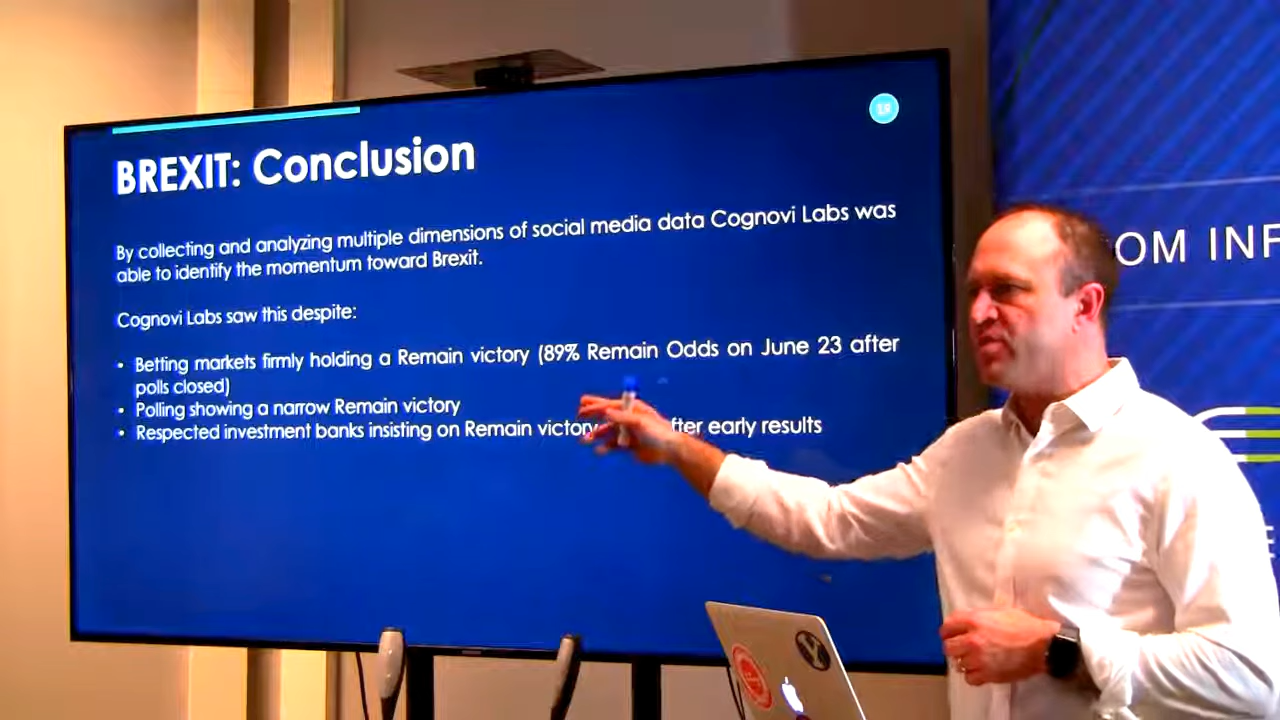 19
BREXIT: Conclusion
By collecting and analyzing multiple dimensions of social media data Cognovi Labs was
able to identify the momentum toward Brexit.
Cognovi Labs saw this despite:
• Betting markets firmly holding a Remain victory (89% Remain Odds on June 23 after
polls closed)
• Polling showing a narrow Remain victory
• Respected investment banks insisting on Remain victory after early results
OM INF